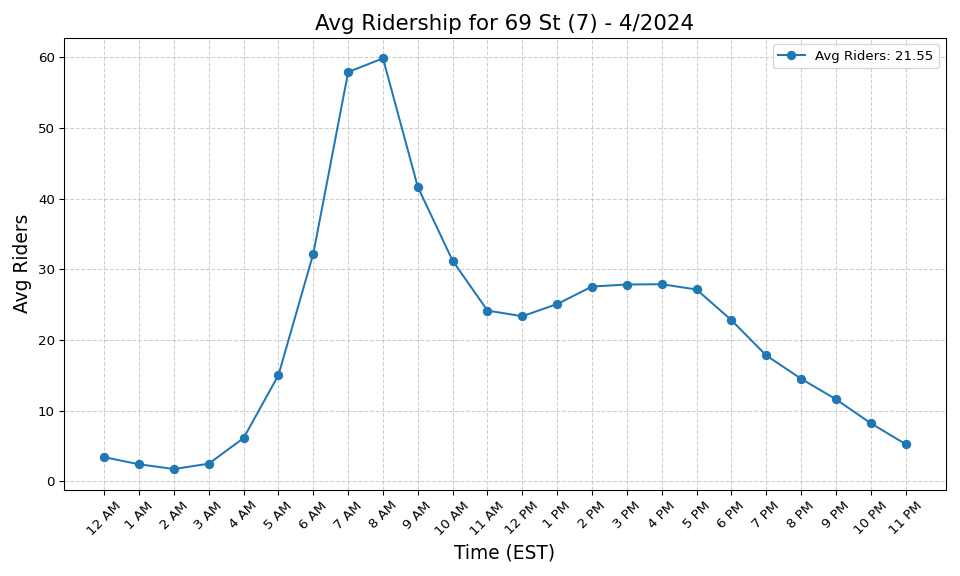 Avg Ridership for 69 St (7) - 4/2024
Avg Riders: 21.55
Avg Riders
60
50
40
30
20
10
0
12 AM
1 AM
2 AM
3 AM
4 AM
5 AM
6 AM
7 AM
8 AM
9 AM
10 AM
11 AM
12 PM
1 PM
2 PM
3 PM
4 PM
5 PM
6 PM
7 PM
8 PM
9 PM
10 PM
11 PM
Time (EST)